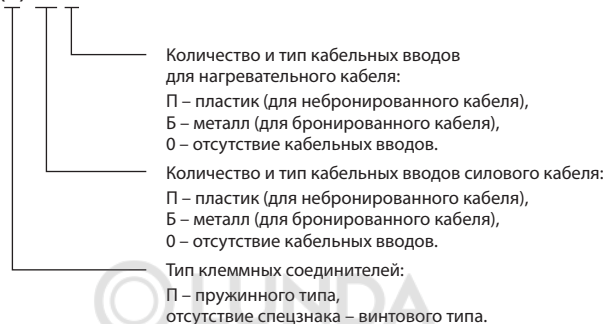 Количество и тип кабельных вводов
для нагревательного кабеля:
П – пластик (для небронированного кабеля),
Б – металл (для бронированного кабеля),
0 – отсутствие кабельных вводов.
Количество и тип кабельных вводов силового кабеля:
П – пластик (для небронированного кабеля),
Б – металл (для бронированного кабеля),
0 – отсутствие кабельных вводов.
Тип клеммных соединителей:
П – пружинного типа,
отсутствие спецзнака – винтового типа.
LUNDA